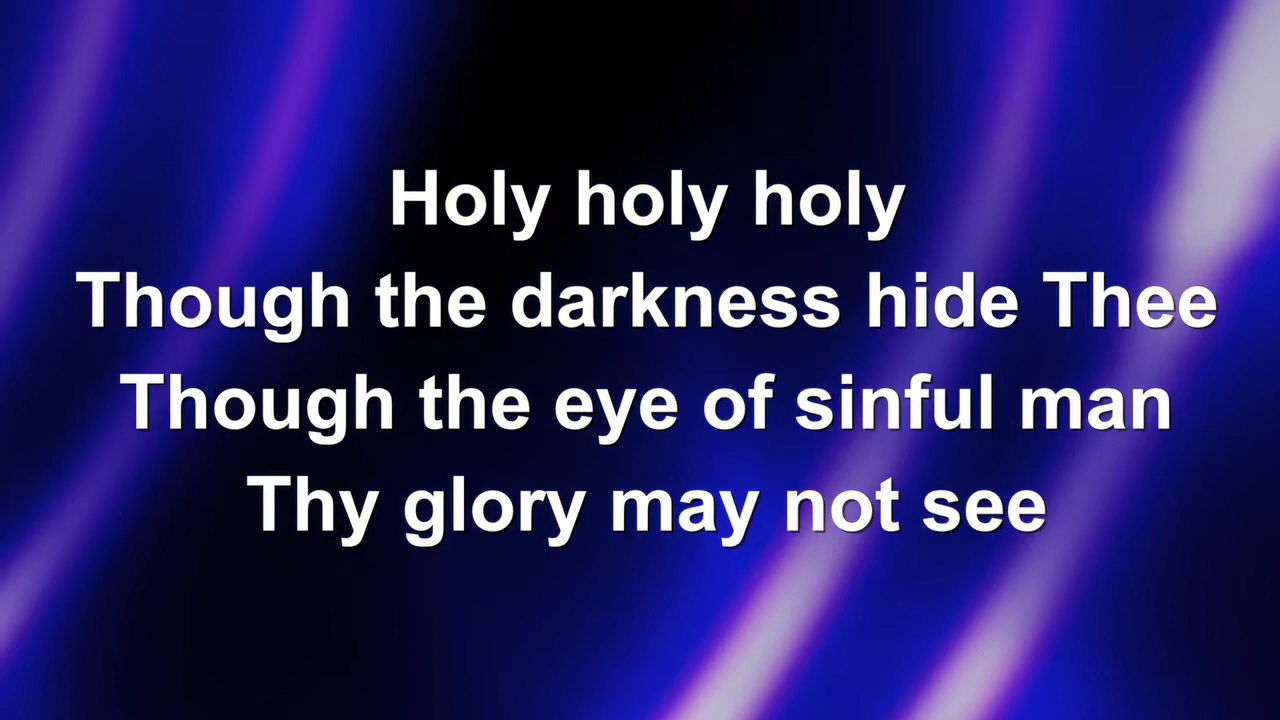 Holy holy holy
Though the darkness hide Thee
Though the eye of sinful man
Thy glory may not see